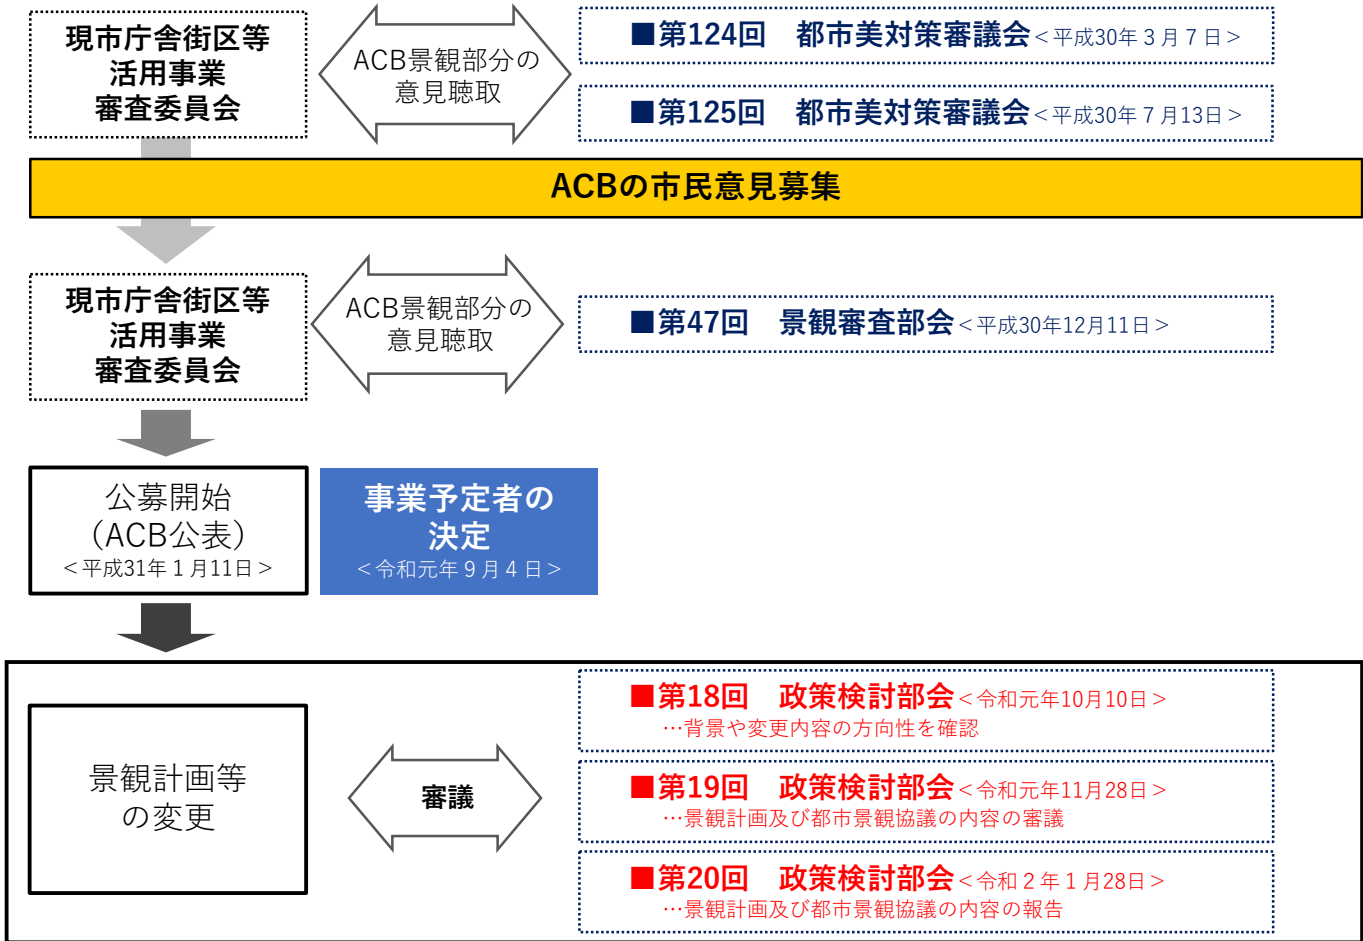 現市庁舎街区等
活用事業
審査委員会
ACB景観部分の
意見聴取
■第124回　都市美対策審議会＜平成30年３月７日＞
■第125回　都市美対策審議会＜平成30年７月13日＞
ACBの市民意見募集
現市庁舎街区等
活用事業
審査委員会
ACB景観部分の
意見聴取
■第47回　景観審査部会＜平成30年12月11日＞
公募開始
（ACB公表）
＜平成31年１月11日＞
事業予定者の
決定
＜令和元年９月４日＞
景観計画等
の変更
審議
■第18回　政策検討部会＜令和元年10月10日＞
…背景や変更内容の方向性を確認
■第19回　政策検討部会＜令和元年11月28日＞
…景観計画及び都市景観協議の内容の審議
■第20回　政策検討部会＜令和２年１月28日＞
…景観計画及び都市景観協議の内容の報告